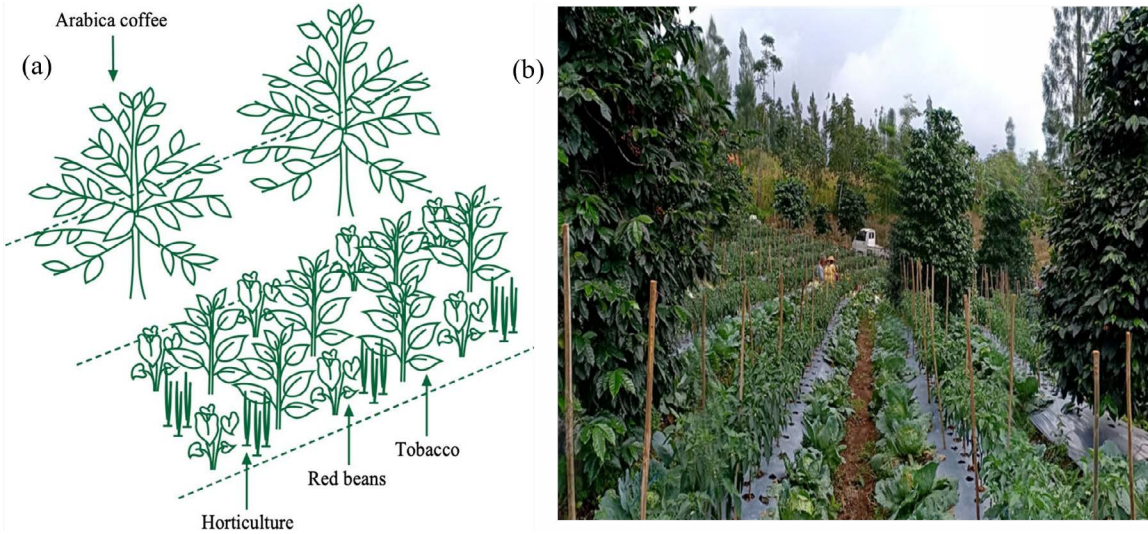 Arabica coffee
(a)
(b)
Tobacco
Red beans
Horticulture